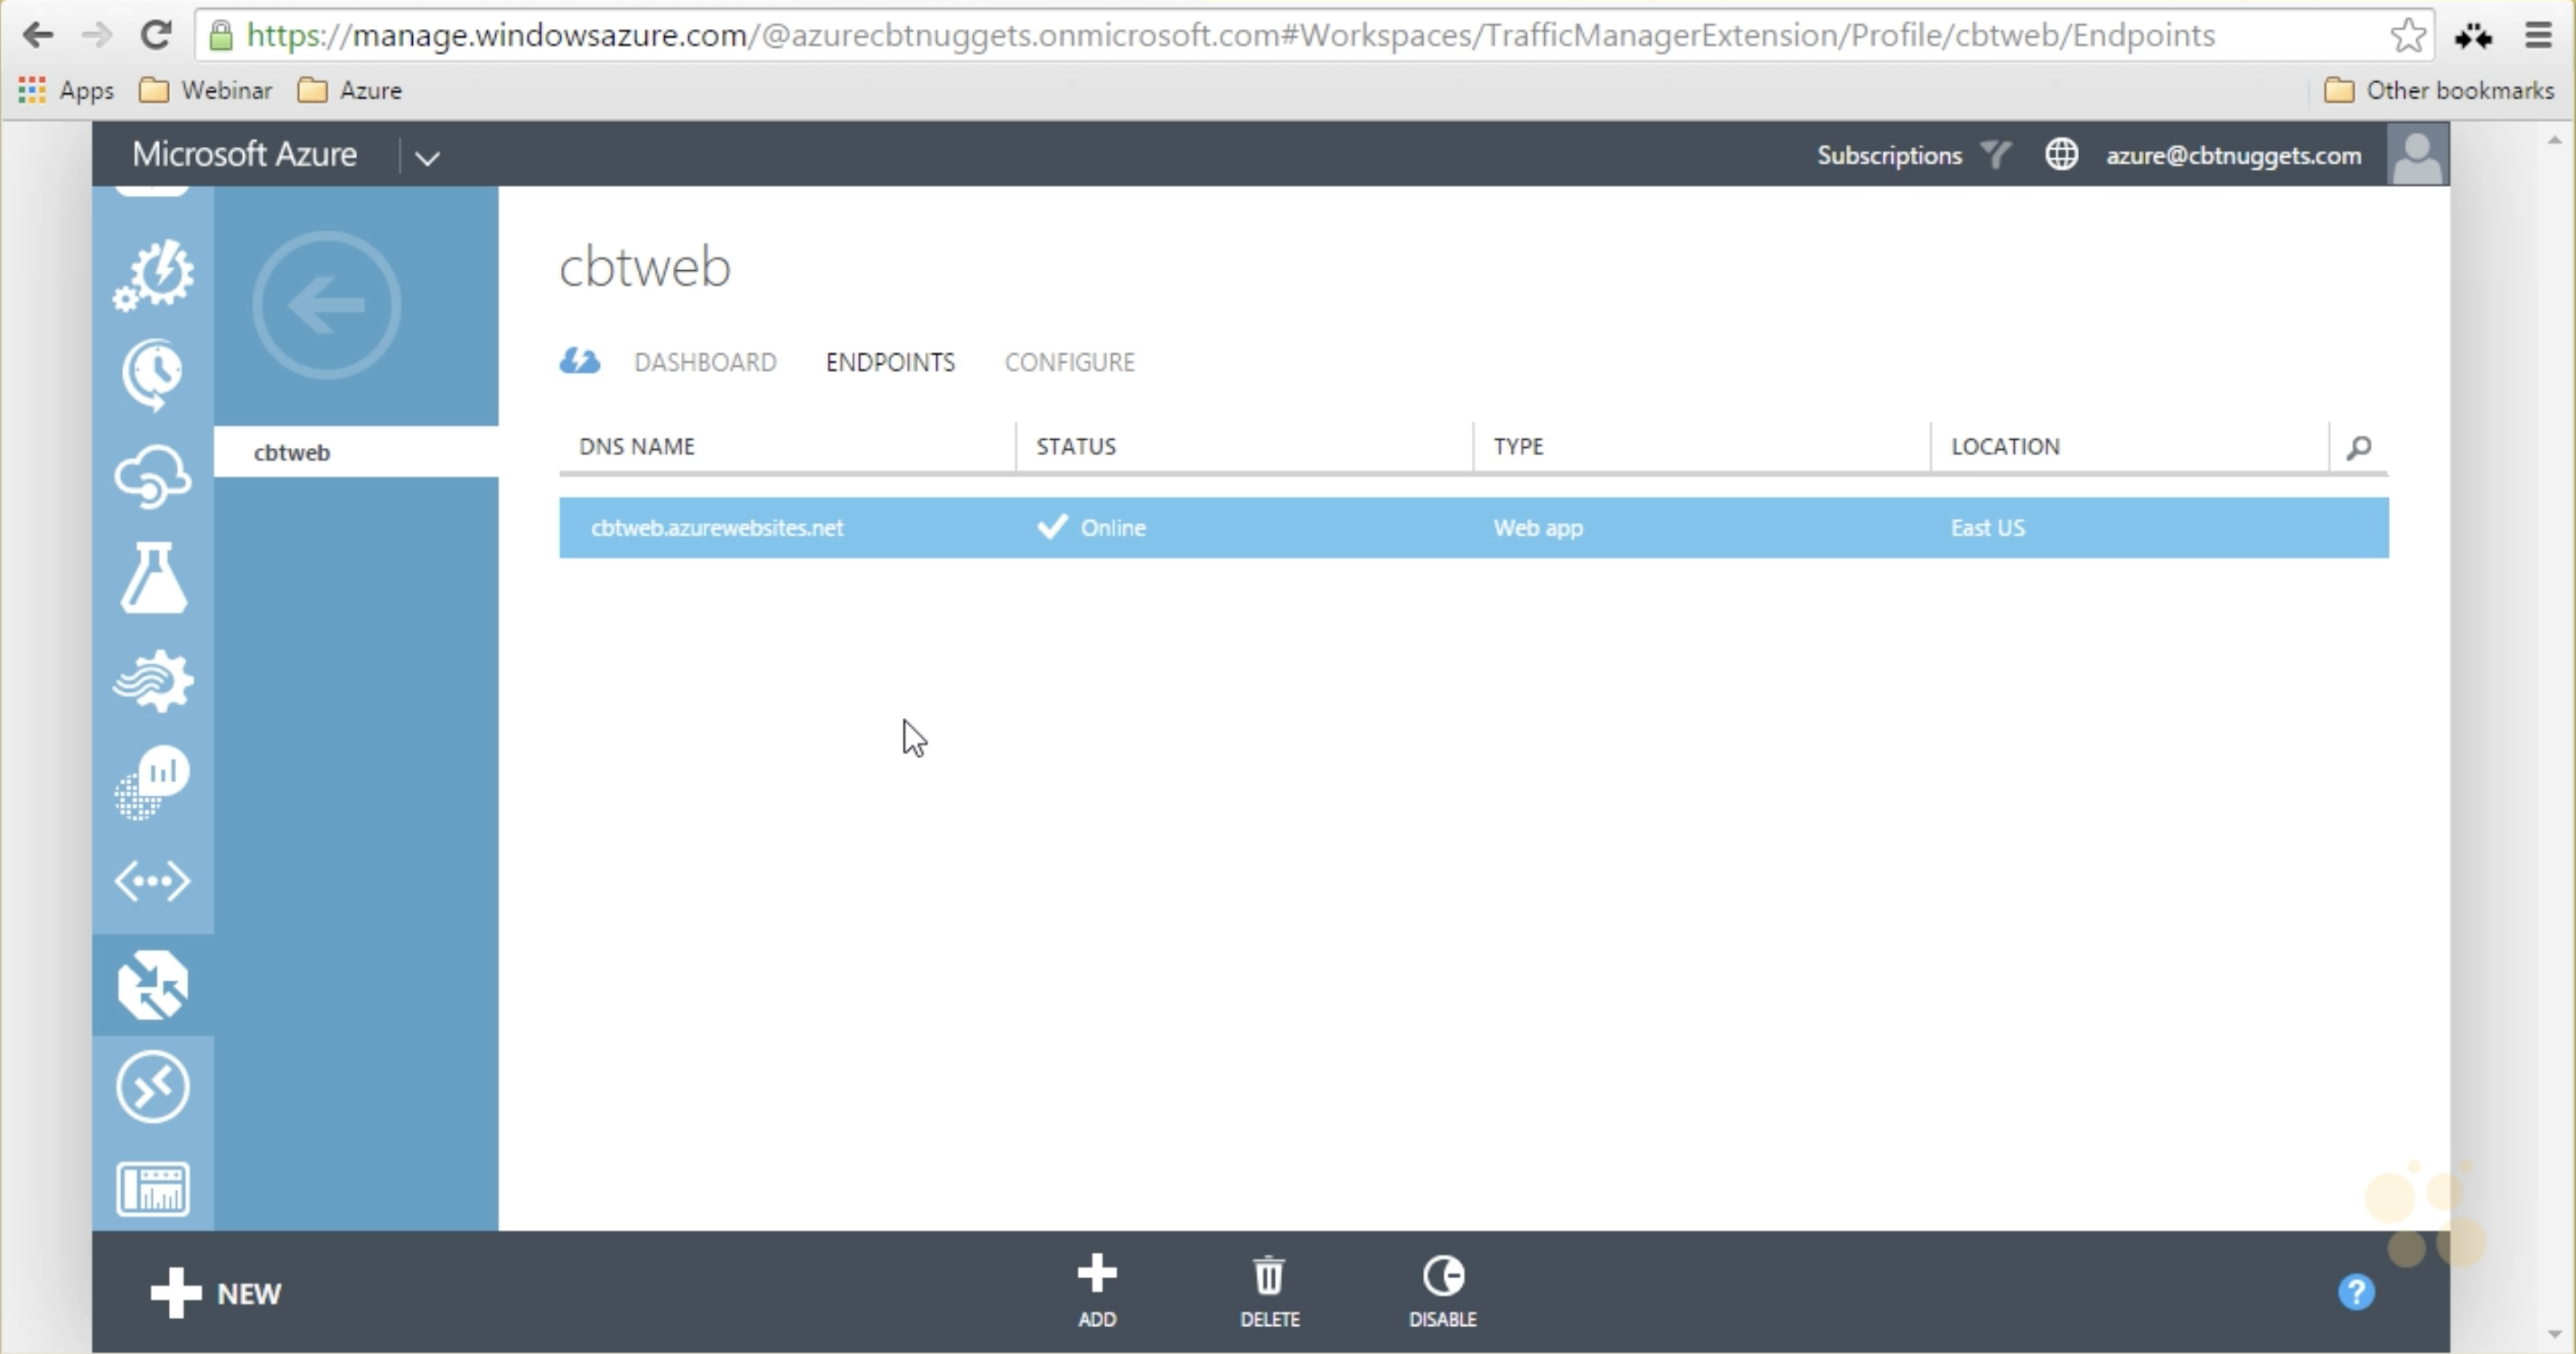 https://manage.windowsazure.com/@azurecbtnuggets.onmicrosoft.com#Workspaces/TrafficManagerExtension/Profile/cbtweb/Endpoints
Apps Webinar Azure Other bookmarks
Microsoft Azure Subscriptions azure@cbtnuggets.com
cbtweb
DASHBOARD ENDPOINTS CONFIGURE
cbtweb
DNS NAME STATUS TYPE LOCATION
cbtweb.azurewebsites.net Online Web app East US
NEW
ADD DELETE DISABLE
?